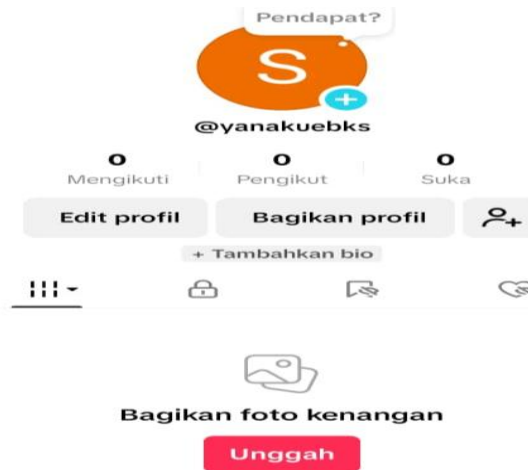 Pendapat?
S
@yanakuebks
0 0 0
Mengikuti Pengikut Suka
Edit profil Bagikan profil
+ Tambahkan bio
Bagikan foto kenangan
Unggah